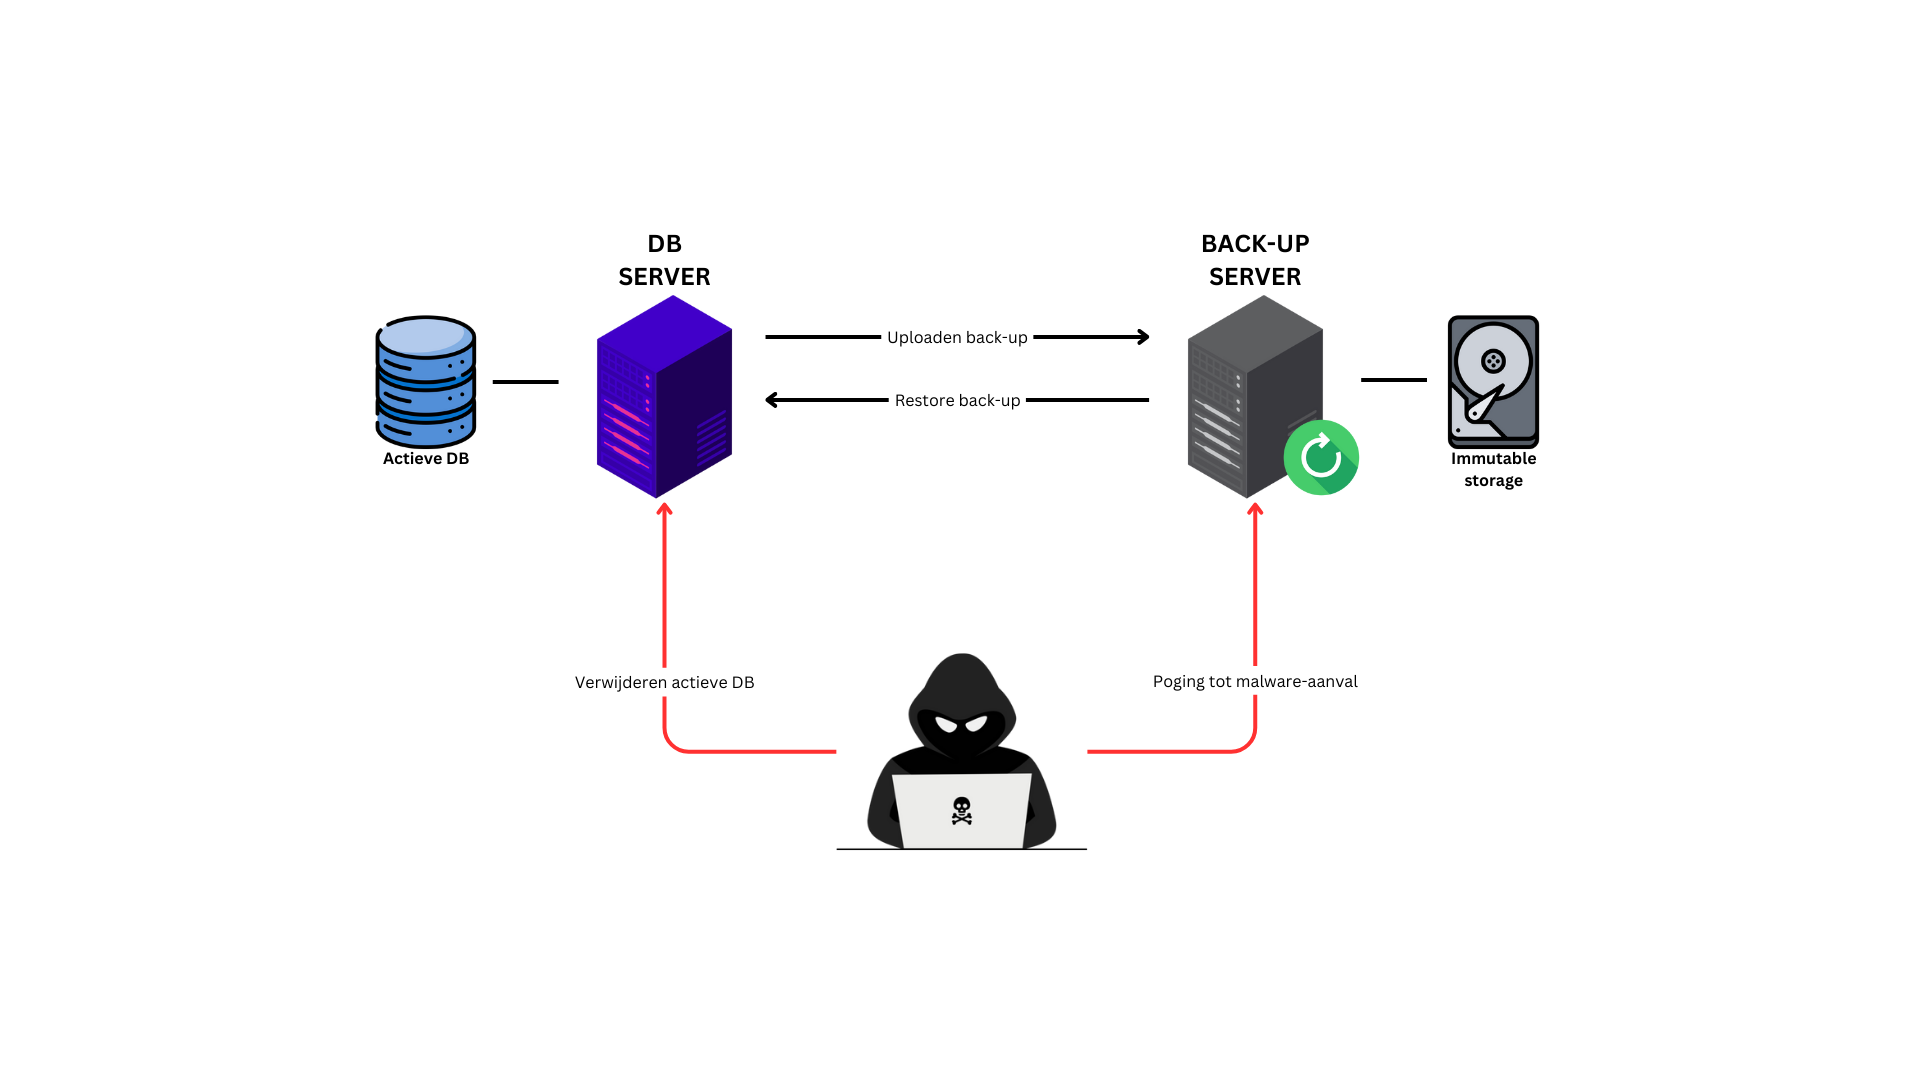 DB
SERVER
BACK-UP
SERVER
Uploaden back-up
Restore back-up
Actieve DB
Immutable
storage
Verwijderen actieve DB
Poging tot malware-aanval